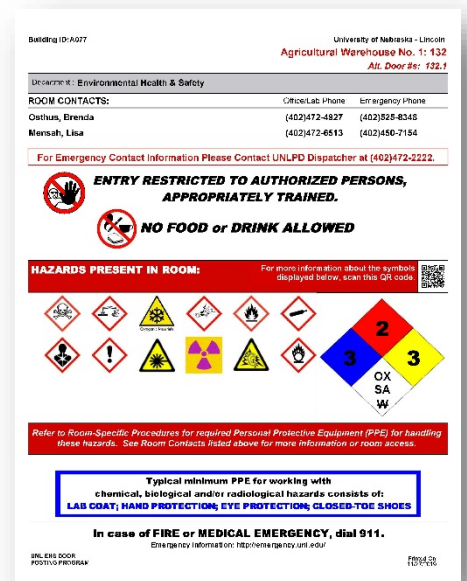 Building ID: A077
University of Nebraska - Lincoln
Agricultural Warehouse No. 1: 132
Alt. Door #s: 132.1
Department : Environmental Health & Safety
ROOM CONTACTS: Office/Lab Phone Emergency Phone
Osthus, Brenda (402)472-4927 (402)525-8348
Mensah, Lisa (402)472-6513 (402)450-7154
For Emergency Contact Information Please Contact UNLPD Dispatcher at (402)472-2222.
ENTRY RESTRICTED TO AUTHORIZED PERSONS,
APPROPRIATELY TRAINED.
NO FOOD or DRINK ALLOWED
HAZARDS PRESENT IN ROOM:
For more information about the symbols
displayed below, scan this QR code.
2
3 3
OX
SA
W
Refer to Room-Specific Procedures for required Personal Protective Equipment (PPE) for handling
these hazards. See Room Contacts listed above for more information or room access.
Typical minimum PPE for working with
chemical, biological and/or radiological hazards consists of:
LAB COAT; HAND PROTECTION; EYE PROTECTION; CLOSED-TOE SHOES
In case of FIRE or MEDICAL EMERGENCY, dial 911.
Emergency Information: http://emergency.unl.edu/
UNL EHS DOOR
POSTING PROGRAM
Printed On